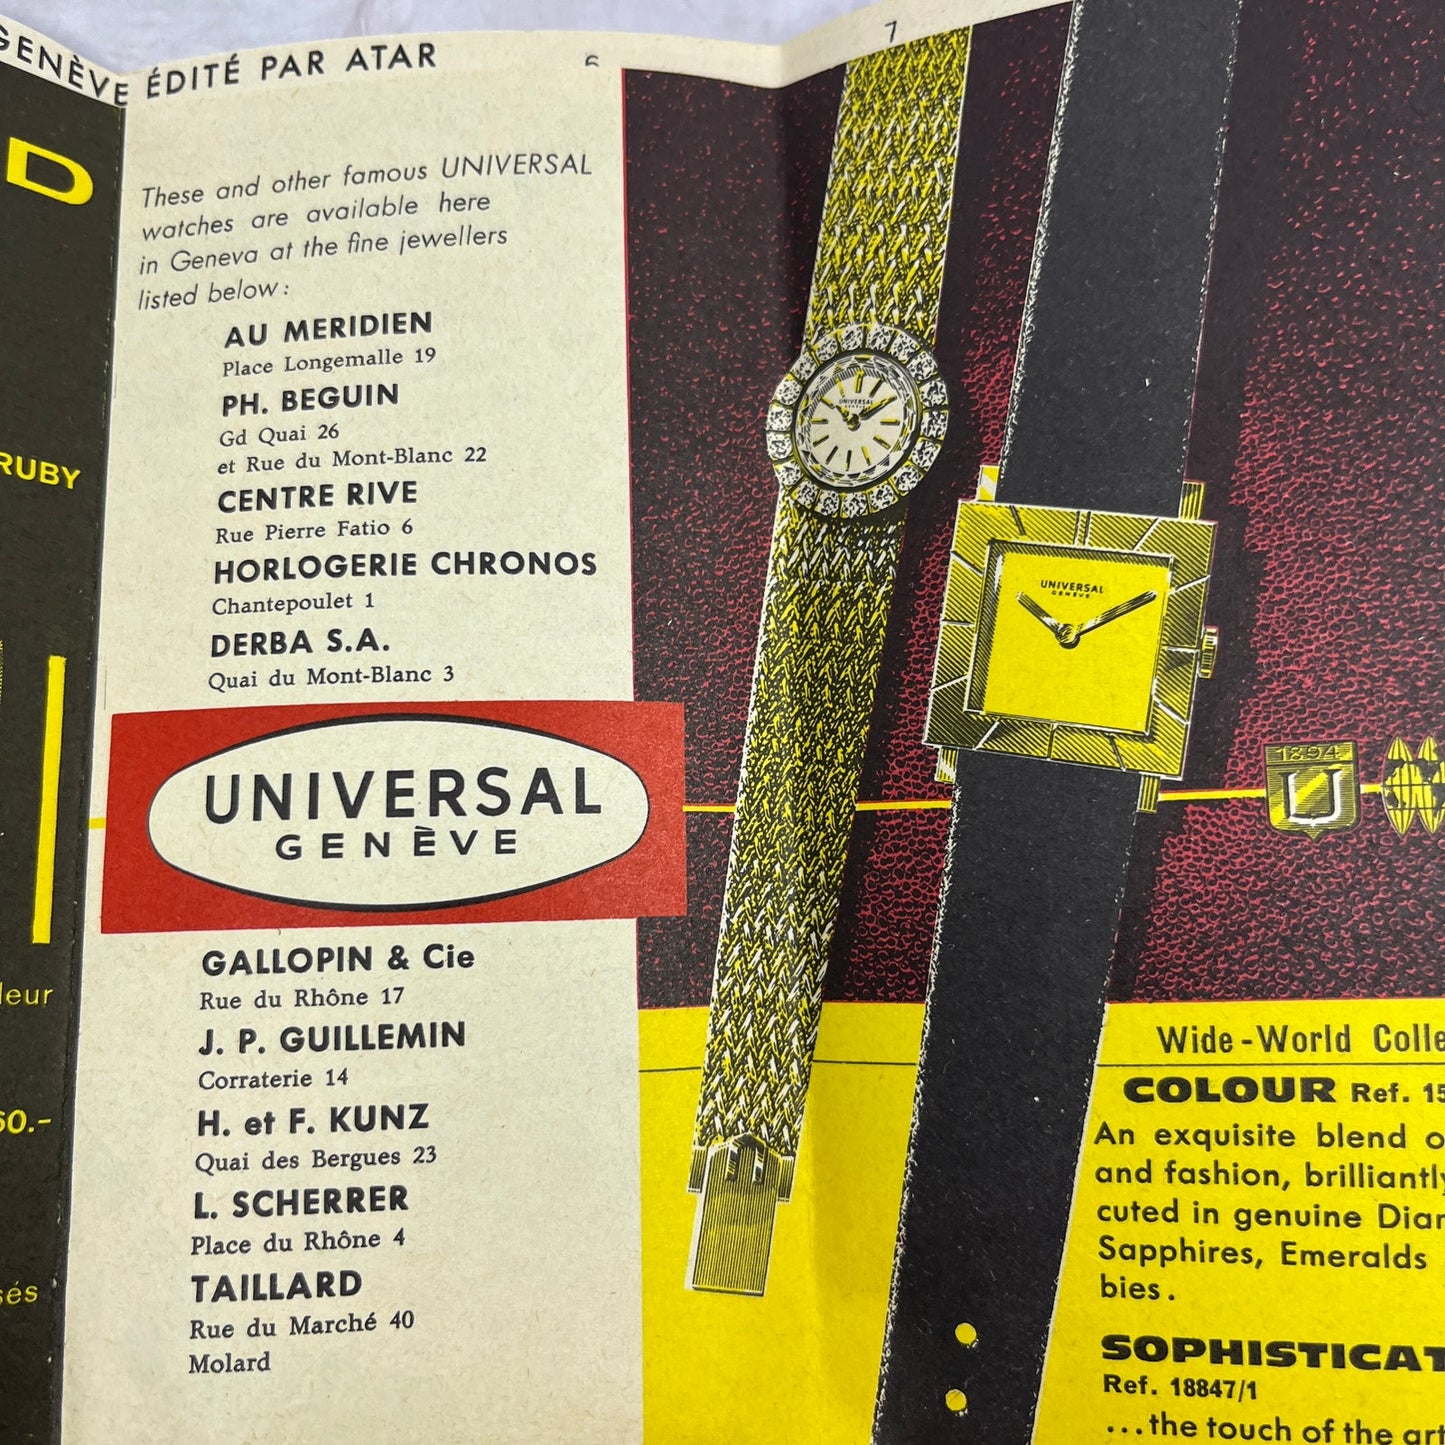 GENÈVE ÉDITÉ PAR ATAR
6
7
D
RUBY
leur
60.-
sés
These and other famous UNIVERSAL
watches are available here
in Geneva at the fine jewellers
listed below :
AU MERIDIEN
Place Longemalle 19
PH. BEGUIN
Gd Quai 26
et Rue du Mont-Blanc 22
CENTRE RIVE
Rue Pierre Fatio 6
HORLOGERIE CHRONOS
Chantepoulet 1
DERBA S.A.
Quai du Mont-Blanc 3
UNIVERSAL
GENÈVE
GALLOPIN & Cie
Rue du Rhône 17
J. P. GUILLEMIN
Corraterie 14
H. et F. KUNZ
Quai des Bergues 23
L. SCHERRER
Place du Rhône 4
TAILLARD
Rue du Marché 40
Molard
UNIVERSAL
GENÈVE
UNIVERSAL
GENÈVE
1894
U
Wide-World Colle
COLOUR Ref. 15
An exquisite blend o
and fashion, brilliantly
cuted in genuine Diam
Sapphires, Emeralds
bies.
SOPHISTICAT
Ref. 18847/1
...the touch of the art